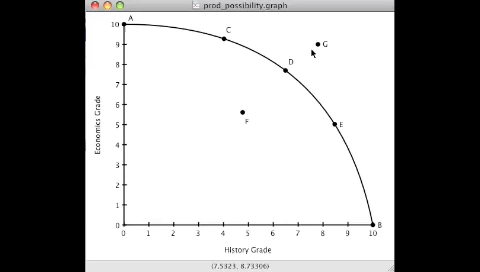 prod_possibility.graph
A
C
G
D
F
E
B
10
9
8
7
6
5
4
3
2
1
0
0 1 2 3 4 5 6 7 8 9 10
Economics Grade
History Grade
(7.5323, 8.73306)